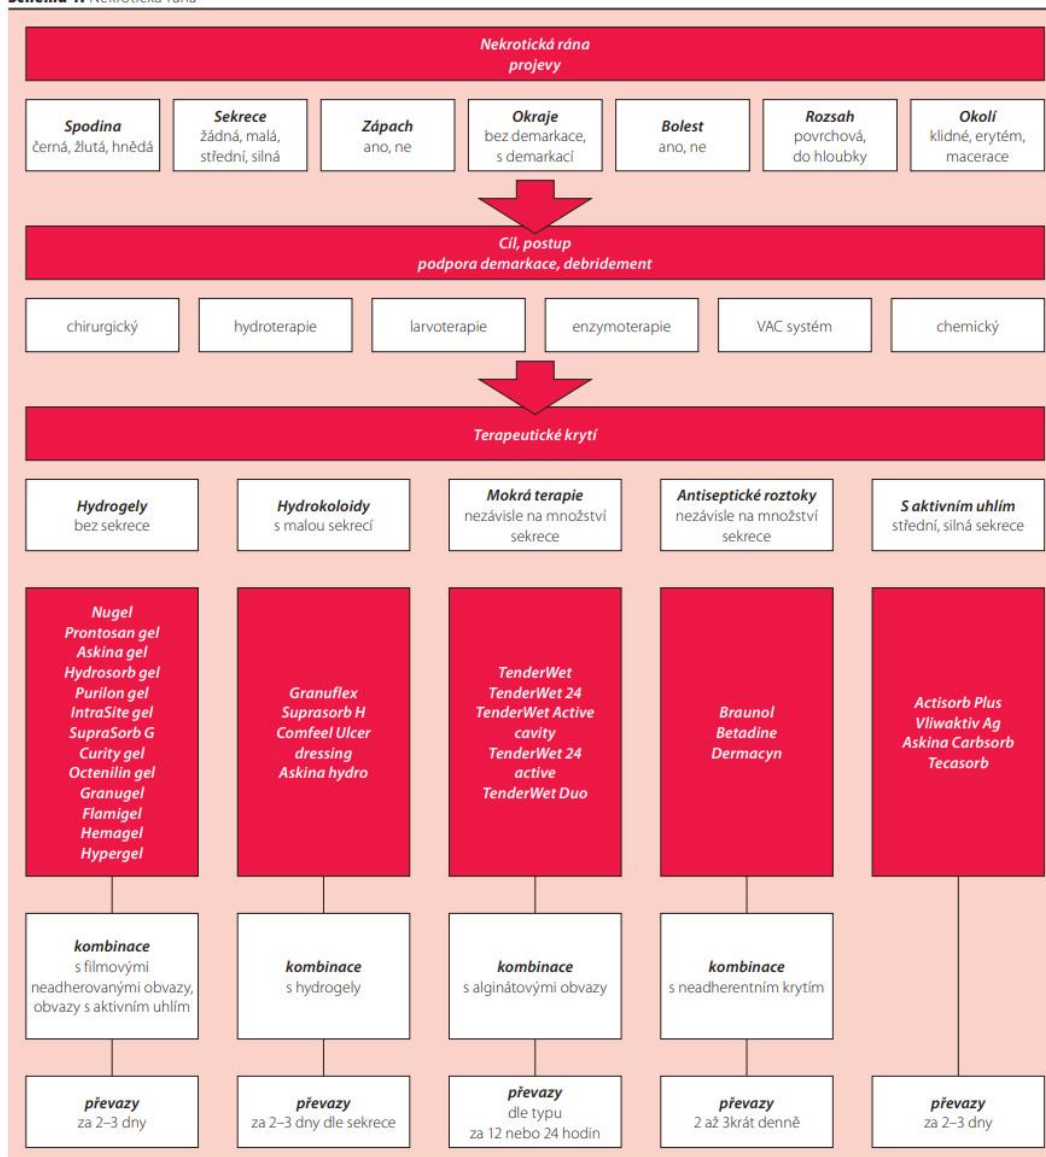 Schéma 1. Nekrotická rána
Nekrotická rána
projevy
Spodina
černá, žlutá, hnědá
Sekrece
žádná, malá,
střední, silná
Zápach
ano, ne
Okraje
bez demarkace,
s demarkací
Bolest
ano, ne
Rozsah
povrchová,
do hloubky
Okolí
klidné, erytém,
macerace
Cíl, postup
podpora demarkace, debridement
chirurgický
hydroterapie
larvoterapie
enzymoterapie
VAC systém
chemický
Terapeutické krytí
Hydrogely
bez sekrece
Hydrokoloidy
s malou sekrecí
Mokrá terapie
nezávisle na množství
sekrece
Antiseptické roztoky
nezávisle na množství
sekrece
S aktivním uhlím
střední, silná sekrece
Nugel
Prontosan gel
Askina gel
Hydrosorb gel
Purilon gel
IntraSite gel
SupraSorb G
Curity gel
Octenilin gel
Granugel
Flamigel
Hemagel
Hypergel
Granuflex
Suprasorb H
Comfeel Ulcer
dressing
Askina hydro
TenderWet
TenderWet 24
TenderWet Active
cavity
TenderWet 24
active
TenderWet Duo
Braunol
Betadine
Dermacyn
Actisorb Plus
Vliwaktiv Ag
Askina Carbsorb
Tecasorb
kombinace
s filmovými
neadherovanými obvazy,
obvazy s aktivním uhlím
kombinace
s hydrogely
kombinace
s alginátovými obvazy
kombinace
s neadherentním krytím
převazy
za 2–3 dny
převazy
za 2–3 dny dle sekrece
převazy
dle typu
za 12 nebo 24 hodin
převazy
2 až 3krát denně
převazy
za 2–3 dny